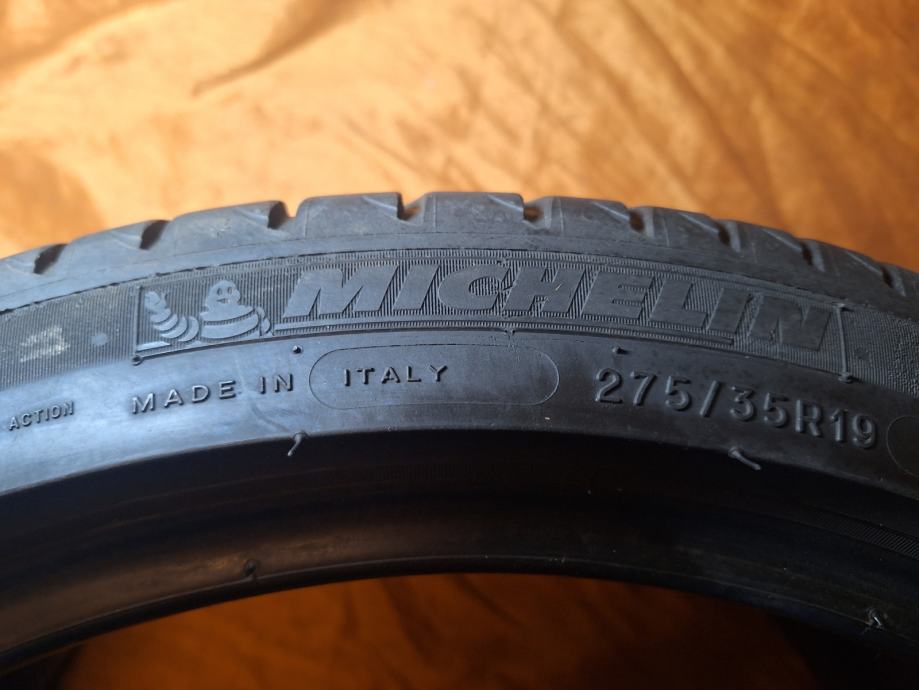 MICHELIN
ACTION MADE IN ITALY 275/35R19